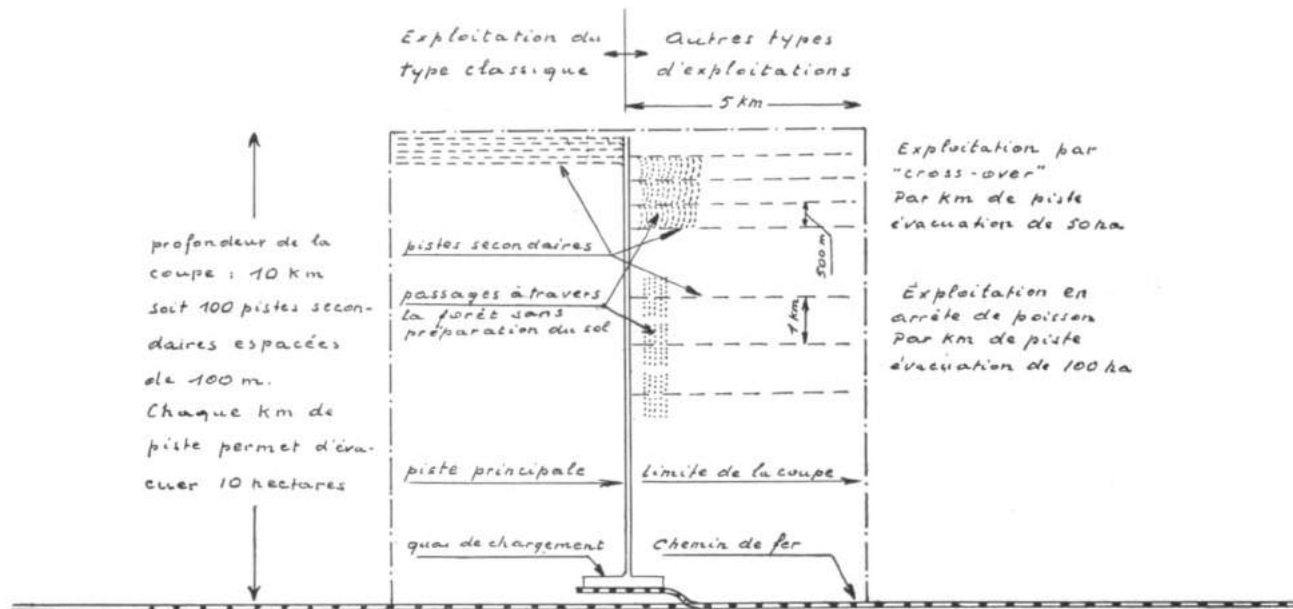 Exploitation du
type classique
Autres types
d'exploitations
5 km
profondeur de la
coupe : 10 km
soit 100 pistes secon-
daires espacées
de 100 m.
Chaque km de
piste permet d'éva-
cuer 10 hectares
pistes secondaires
passages à travers
la forêt sans
préparation du sol
piste principale
quai de chargement
500 m
1 km
Limite de la coupe
Chemin de fer
Exploitation par
"cross-over"
Par km de piste
évacuation de 50 ha
Exploitation en
arrête de poisson
Par km de piste
évacuation de 100 ha